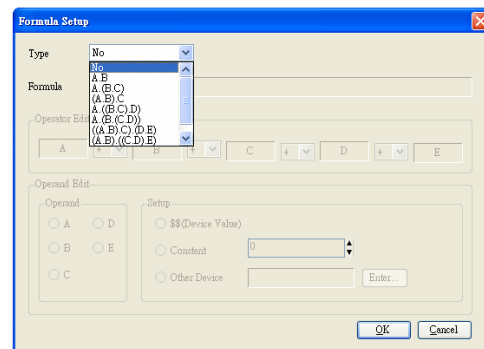 Formula Setup
Type No
No
A.B
A.(B.C)
(A.B).C
A.((B.C).D)
A.(B.(C.D))
((A.B).C).(D.E)
(A.B).((C.D).E)
Formula
Operator Edi
A + B + C + D + E
Operand Edit
Operand
A D
B E
C
Setup
$$(Device Value)
Constant 0
Other Device Enter...
OK Cancel